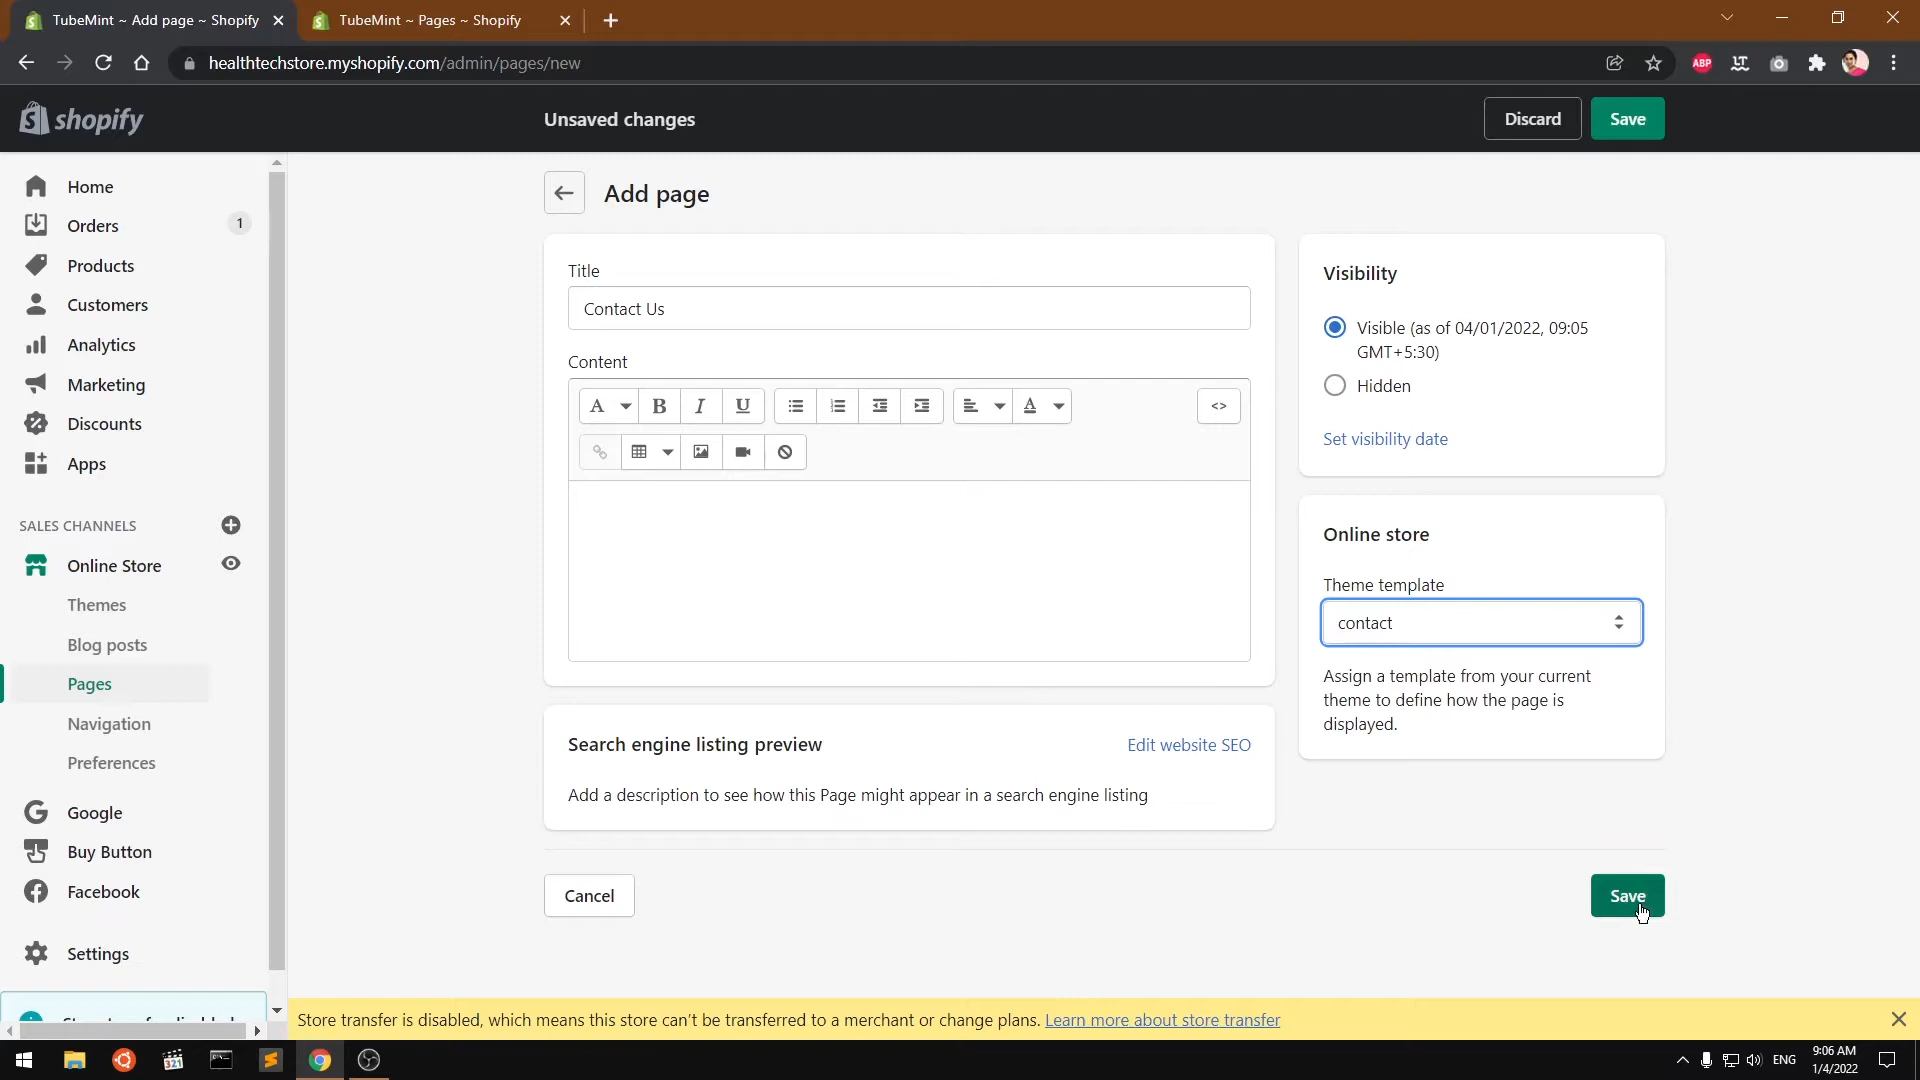 TubeMint ~ Add page ~ Shopify
TubeMint ~ Pages ~ Shopify
healthtechstore.myshopify.com/admin/pages/new
ABP
shopify
Unsaved changes
Discard
Save
Home
Orders
1
Products
Customers
Analytics
Marketing
Discounts
Apps
SALES CHANNELS
Online Store
Themes
Blog posts
Pages
Navigation
Preferences
Google
Buy Button
Facebook
Settings
Add page
Title
Contact Us
Content
A
B
I
U
A
<>
Search engine listing preview
Edit website SEO
Add a description to see how this Page might appear in a search engine listing
Cancel
Save
Visibility
Visible (as of 04/01/2022, 09:05
GMT+5:30)
Hidden
Set visibility date
Online store
Theme template
contact
Assign a template from your current
theme to define how the page is
displayed.
Store transfer is disabled, which means this store can't be transferred to a merchant or change plans. Learn more about store transfer
321
ENG
9:06 AM
1/4/2022